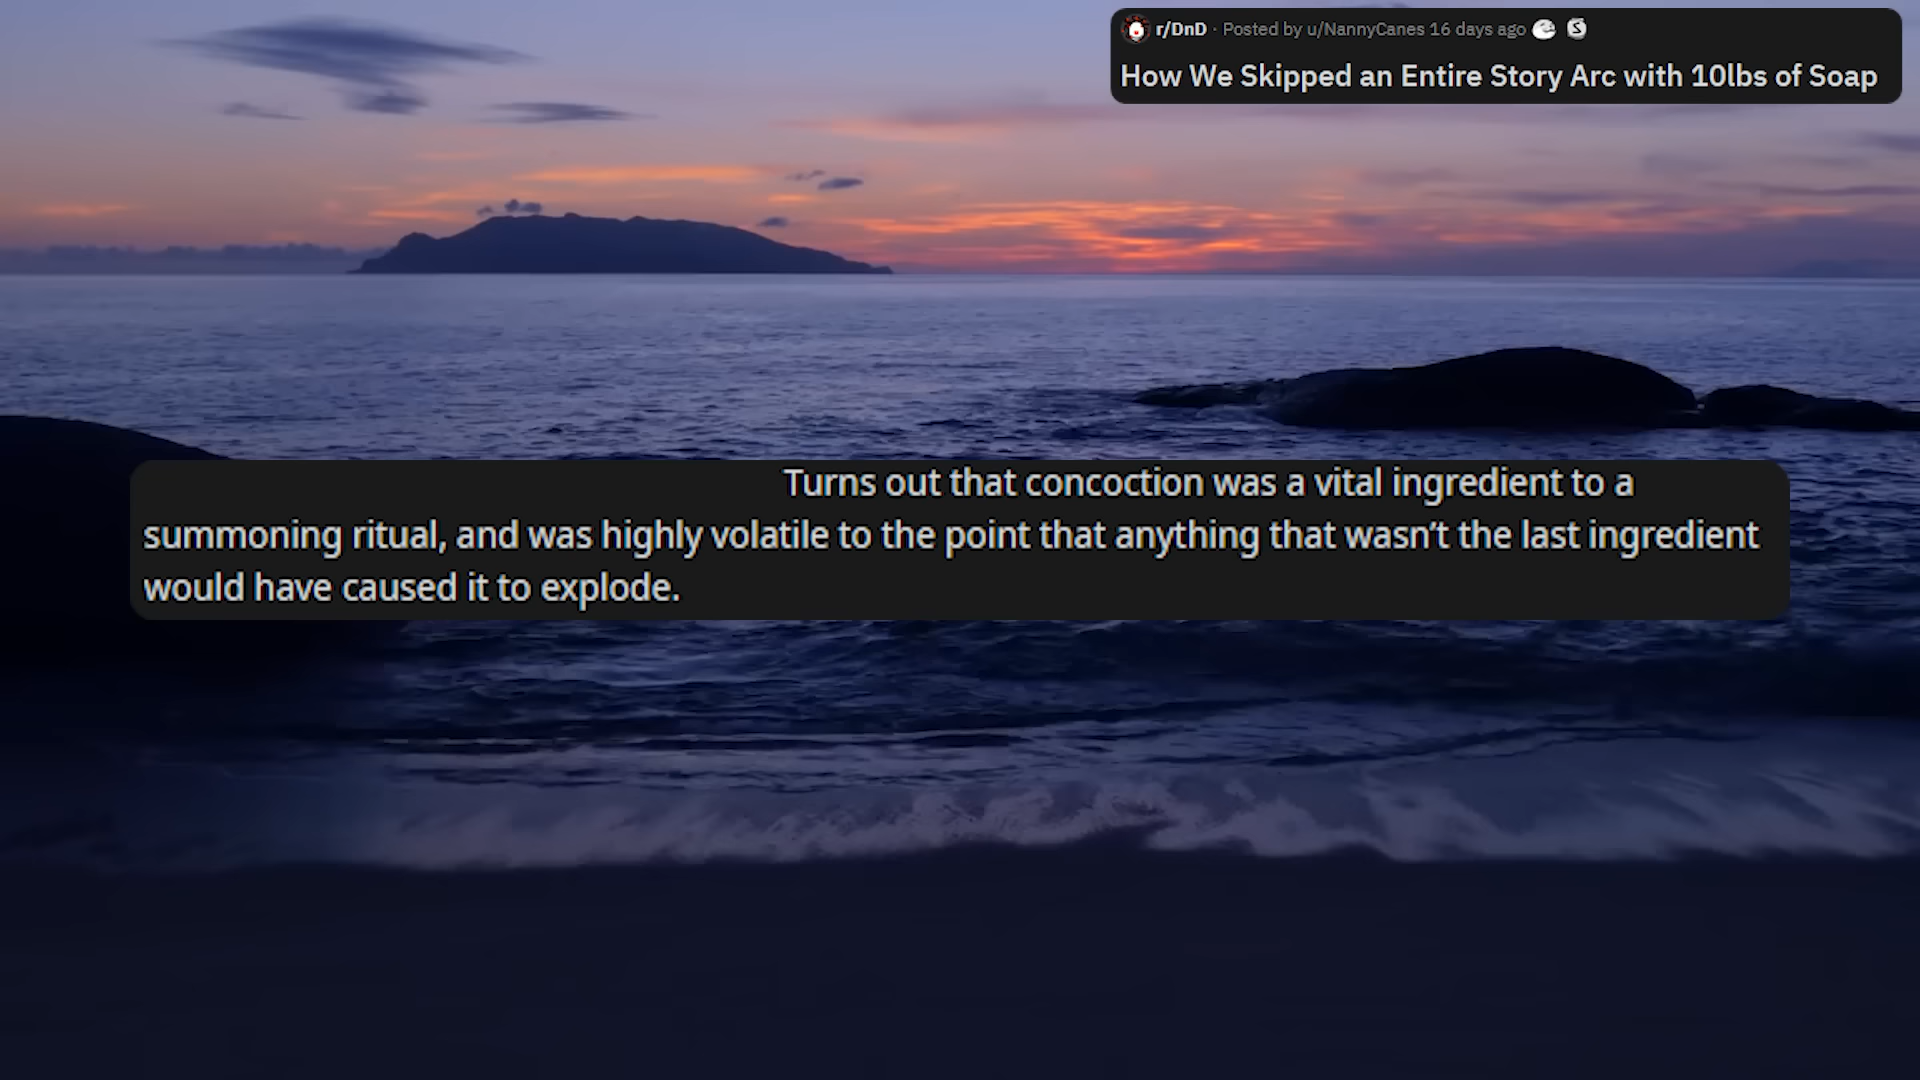 r/DnD · Posted by u/NannyCanes 16 days ago
How We Skipped an Entire Story Arc with 10lbs of Soap
Turns out that concoction was a vital ingredient to a
summoning ritual, and was highly volatile to the point that anything that wasn’t the last ingredient
would have caused it to explode.